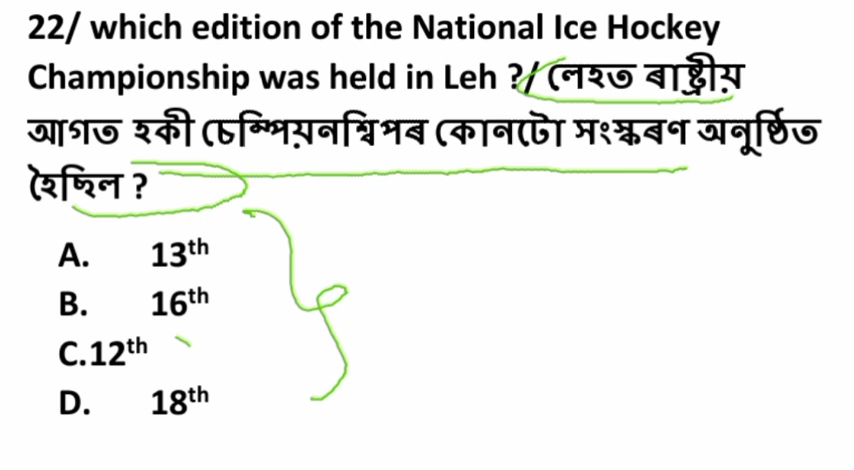 22/ which edition of the National Ice Hockey
Championship was held in Leh ?/ লেহত ৰাষ্ট্ৰীয়
আগত হকী চেম্পিয়নশ্বিপৰ কোনটো সংস্কৰণ অনুষ্ঠিত
হৈছিল ?
A. 13th
B. 16th
C.12th
D. 18th